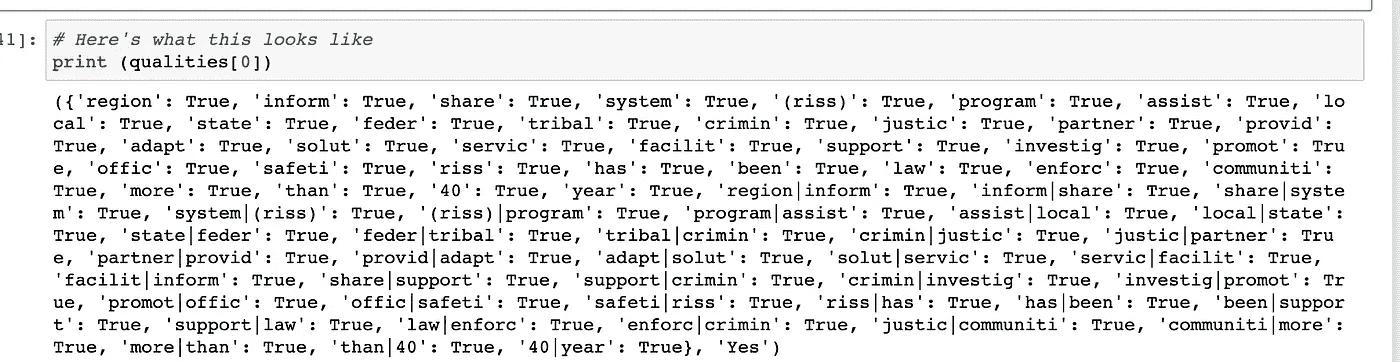 41]: # Here's what this looks like
print (qualities[0])
({'region': True, 'inform': True, 'share': True, 'system': True, '(riss)': True, 'program': True, 'assist': True, 'lo
cal': True, 'state': True, 'feder': True, 'tribal': True, 'crimin': True, 'justic': True, 'partner': True, 'provid':
True, 'adapt': True, 'solut': True, 'servic': True, 'facilit': True, 'support': True, 'investig': True, 'promot': Tru
e, 'offic': True, 'safeti': True, 'riss': True, 'has': True, 'been': True, 'law': True, 'enforc': True, 'communiti':
True, 'more': True, 'than': True, '40': True, 'year': True, 'region|inform': True, 'inform|share': True, 'share|syste
m': True, 'system|(riss)': True, '(riss)|program': True, 'program|assist': True, 'assist|local': True, 'local|state':
True, 'state|feder': True, 'feder|tribal': True, 'tribal|crimin': True, 'crimin|justic': True, 'justic|partner': Tru
e, 'partner|provid': True, 'provid|adapt': True, 'adapt|solut': True, 'solut|servic': True, 'servic|facilit': True,
'facilit|inform': True, 'share|support': True, 'support|crimin': True, 'crimin|investig': True, 'investig|promot': Tr
ue, 'promot|offic': True, 'offic|safeti': True, 'safeti|riss': True, 'riss|has': True, 'has|been': True, 'been|suppor
t': True, 'support|law': True, 'law|enforc': True, 'enforc|crimin': True, 'justic|communiti': True, 'communiti|more':
True, 'more|than': True, 'than|40': True, '40|year': True}, 'Yes')